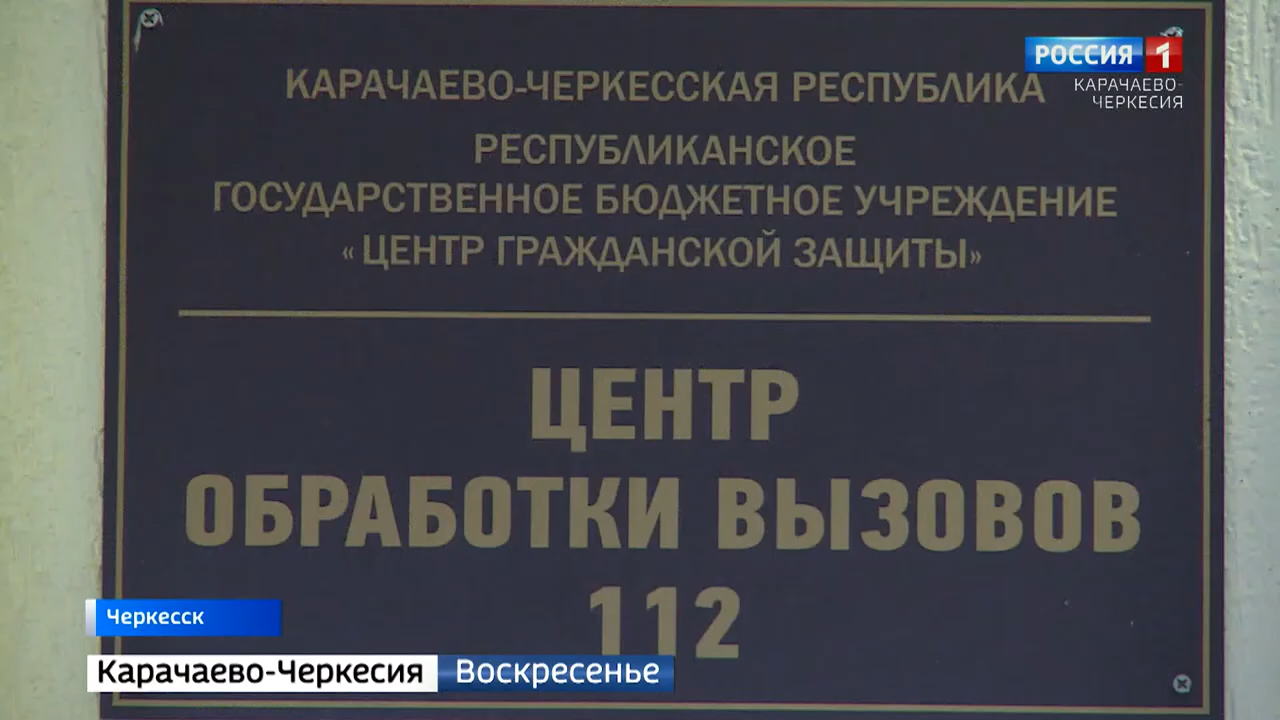 РОССИЯ 1
КАРАЧАЕВО-
ЧЕРКЕСИЯ
КАРАЧАЕВО-ЧЕРКЕССКАЯ РЕСПУБЛИКА
РЕСПУБЛИКАНСКОЕ
ГОСУДАРСТВЕННОЕ БЮДЖЕТНОЕ УЧРЕЖДЕНИЕ
«ЦЕНТР ГРАЖДАНСКОЙ ЗАЩИТЫ»
ЦЕНТР
ОБРАБОТКИ ВЫЗОВОВ
112
Черкесск
Карачаево-Черкесия Воскресенье